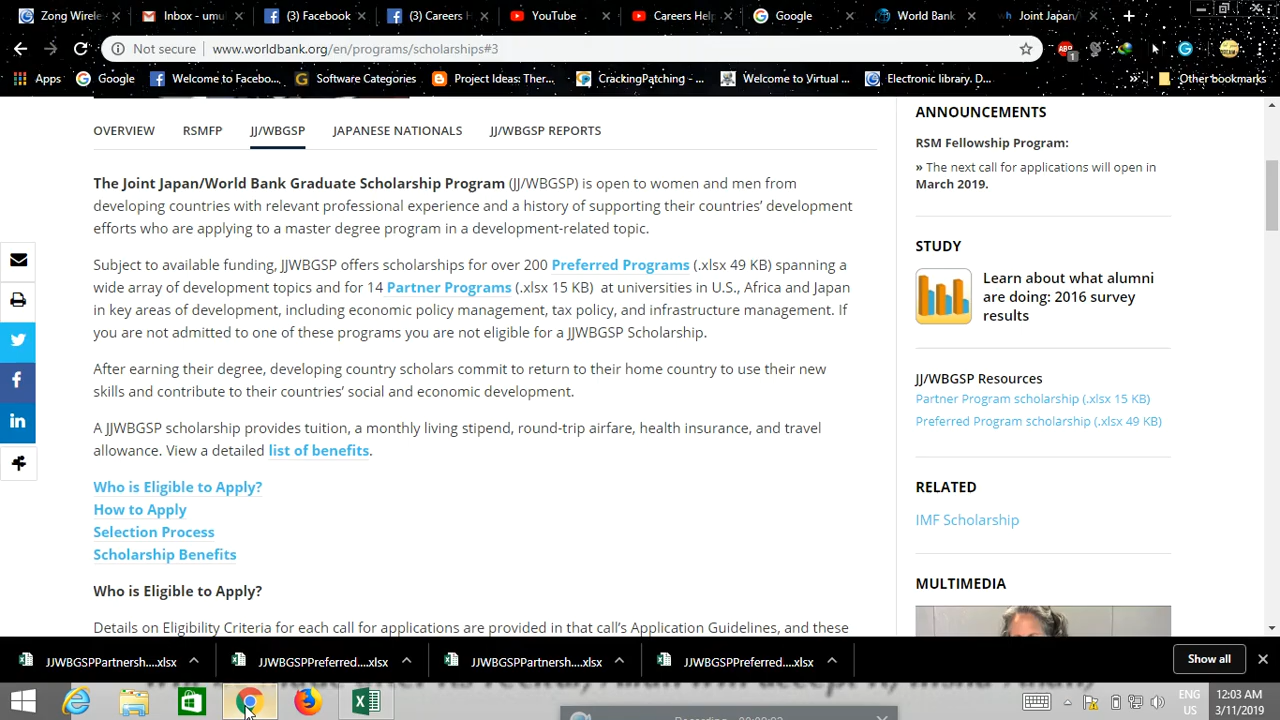 Zong Wirele
Inbox - umu
(3) Facebook
(3) Careers H
YouTube
Careers Help
Google
World Bank
Joint Japan/
Not secure
www.worldbank.org/en/programs/scholarships#3
Apps
Google
Welcome to Facebo...
Software Categories
Project Ideas: Ther...
CrackingPatching - ...
Welcome to Virtual ...
Electronic library. D...
Other bookmarks
OVERVIEW RSMFP JJ/WBGSP JAPANESE NATIONALS JJ/WBGSP REPORTS
The Joint Japan/World Bank Graduate Scholarship Program (JJ/WBGSP) is open to women and men from
developing countries with relevant professional experience and a history of supporting their countries' development
efforts who are applying to a master degree program in a development-related topic.
Subject to available funding, JJWBGSP offers scholarships for over 200 Preferred Programs (.xlsx 49 KB) spanning a
wide array of development topics and for 14 Partner Programs (.xlsx 15 KB) at universities in U.S., Africa and Japan
in key areas of development, including economic policy management, tax policy, and infrastructure management. If
you are not admitted to one of these programs you are not eligible for a JJWBGSP Scholarship.
After earning their degree, developing country scholars commit to return to their home country to use their new
skills and contribute to their countries' social and economic development.
A JJWBGSP scholarship provides tuition, a monthly living stipend, round-trip airfare, health insurance, and travel
allowance. View a detailed list of benefits.
Who is Eligible to Apply?
How to Apply
Selection Process
Scholarship Benefits
Who is Eligible to Apply?
Details on Eligibility Criteria for each call for applications are provided in that call's Application Guidelines, and these
ANNOUNCEMENTS
RSM Fellowship Program:
» The next call for applications will open in
March 2019.
STUDY
Learn about what alumni
are doing: 2016 survey
results
JJ/WBGSP Resources
Partner Program scholarship (.xlsx 15 KB)
Preferred Program scholarship (.xlsx 49 KB)
RELATED
IMF Scholarship
MULTIMEDIA
JJWBGSPPartnersh....xlsx
JJWBGSPPreferred....xlsx
JJWBGSPPartnersh....xlsx
JJWBGSPPreferred....xlsx
Show all
ENG
US
12:03 AM
3/11/2019